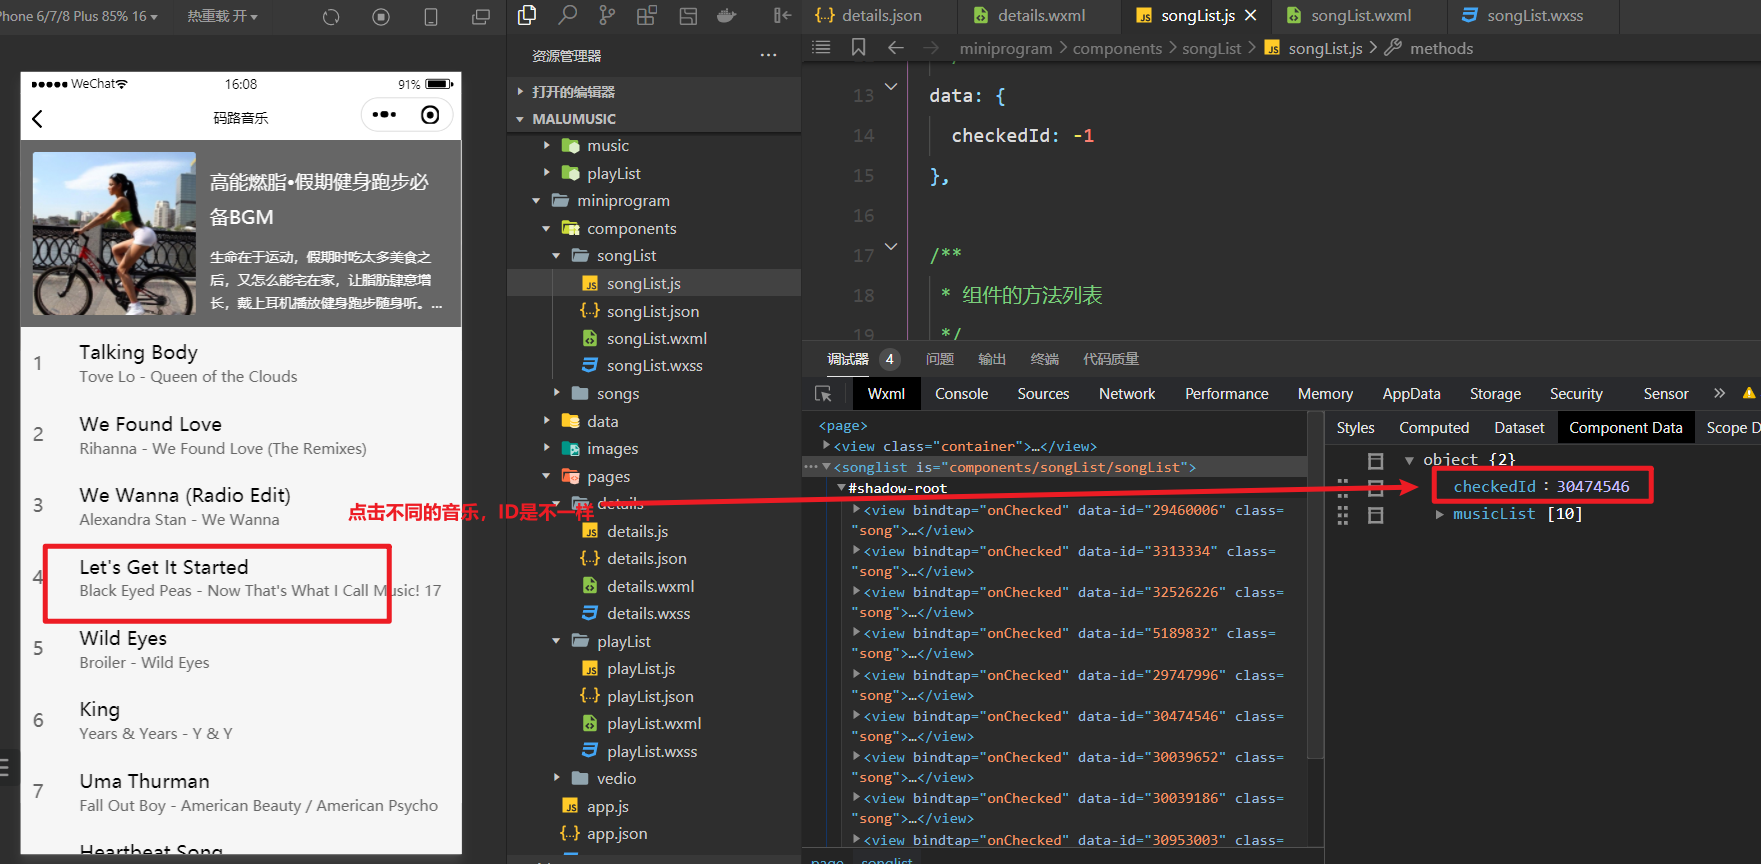 Phone 6/7/8 Plus 85% 16
热重载 开
WeChat
16:08
91%
码路音乐
高能燃脂•假期健身跑步必
备BGM
生命在于运动，假期时吃太多美食之
后，又怎么能宅在家，让脂肪肆意增
长，戴上耳机播放健身跑步随身听。...
1
Talking Body
Tove Lo - Queen of the Clouds
2
We Found Love
Rihanna - We Found Love (The Remixes)
3
We Wanna (Radio Edit)
Alexandra Stan - We Wanna
4
Let's Get It Started
Black Eyed Peas - Now That's What I Call Music! 17
5
Wild Eyes
Broiler - Wild Eyes
6
King
Years & Years - Y & Y
7
Uma Thurman
Fall Out Boy - American Beauty / American Psycho
Heartbeat Song
点击不同的音乐，ID是不一样
资源管理器
打开的编辑器
MALUMUSIC
music
playList
miniprogram
components
songList
songList.js
songList.json
songList.wxml
songList.wxss
songs
data
images
pages
details
details.js
details.json
details.wxml
details.wxss
playList
playList.js
playList.json
playList.wxml
playList.wxss
vedio
app.js
app.json
details.json
details.wxml
songList.js
songList.wxml
songList.wxss
miniprogram > components > songList > songList.js > methods
13 data: {
14 checkedId: -1
15 },
16
17 /**
18 * 组件的方法列表
19 */
调试器 4 问题 输出 终端 代码质量
Wxml Console Sources Network Performance Memory AppData Storage Security Sensor
<page>
<view class="container">…</view>
<songlist is="components/songList/songList">
#shadow-root
<view bindtap="onChecked" data-id="29460006" class=
"song">…</view>
<view bindtap="onChecked" data-id="3313334" class=
"song">…</view>
<view bindtap="onChecked" data-id="32526226" class=
"song">…</view>
<view bindtap="onChecked" data-id="5189832" class=
"song">…</view>
<view bindtap="onChecked" data-id="29747996" class=
"song">…</view>
<view bindtap="onChecked" data-id="30474546" class=
"song">…</view>
<view bindtap="onChecked" data-id="30039652" class=
"song">…</view>
<view bindtap="onChecked" data-id="30039186" class=
"song">…</view>
<view bindtap="onChecked" data-id="30953003" class=
page songlist
Styles Computed Dataset Component Data Scope D
object {2}
checkedId : 30474546
musicList [10]